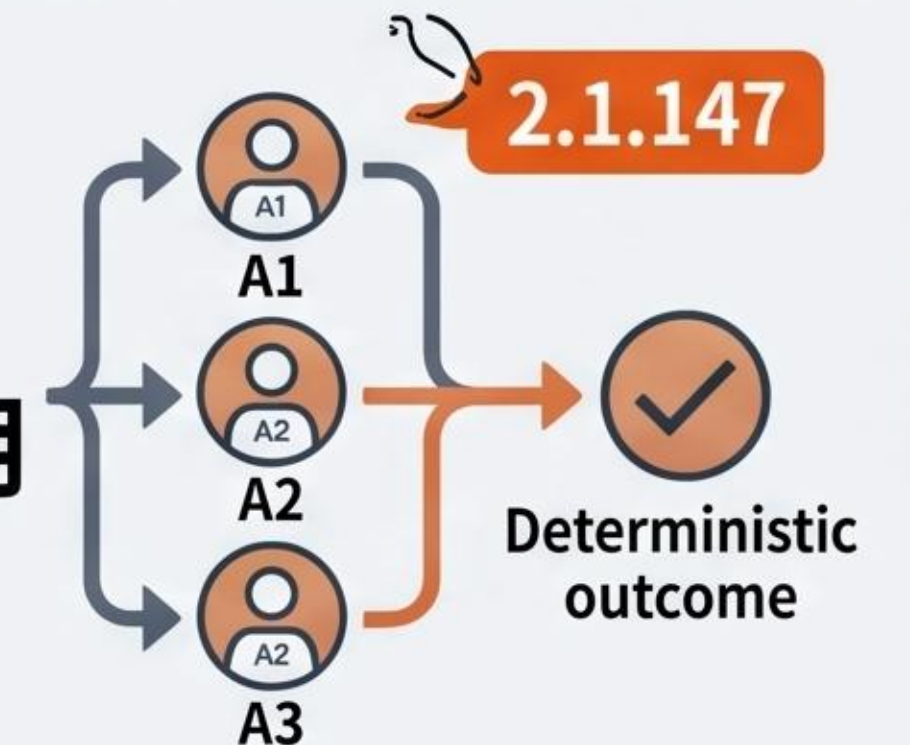 2.1.147
A1
A1
A2
A2
A2
A3
Deterministic
outcome